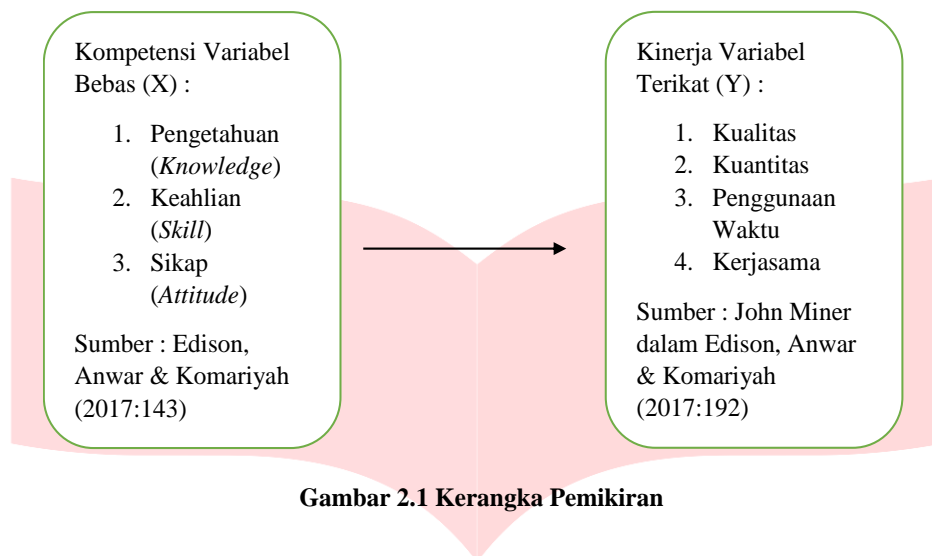 Kompetensi Variabel
Bebas (X) :
1. Pengetahuan
(Knowledge)
2. Keahlian
(Skill)
3. Sikap
(Attitude)
Sumber : Edison,
Anwar & Komariyah
(2017:143)
Kinerja Variabel
Terikat (Y) :
1. Kualitas
2. Kuantitas
3. Penggunaan
Waktu
4. Kerjasama
Sumber : John Miner
dalam Edison, Anwar
& Komariyah
(2017:192)
Gambar 2.1 Kerangka Pemikiran